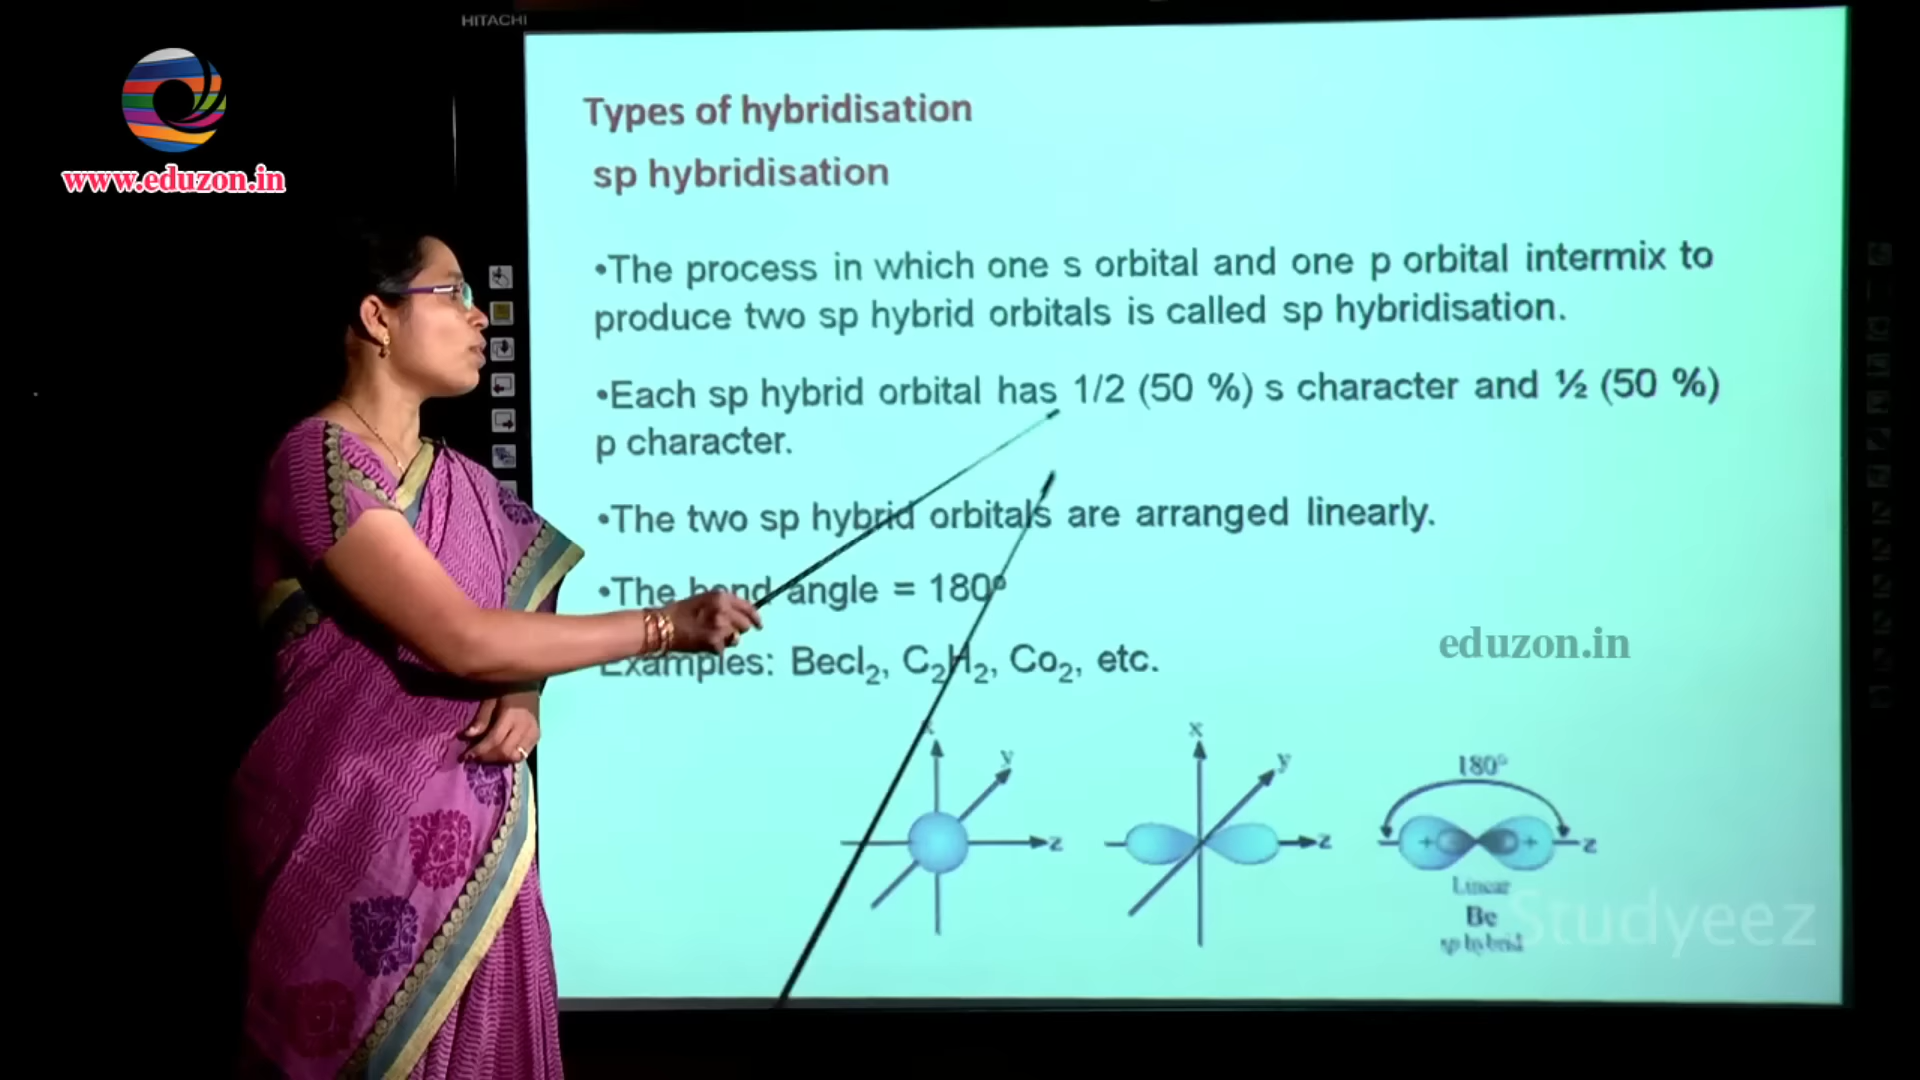 HITACHI
www.eduzon.in
Types of hybridisation
sp hybridisation
•The process in which one s orbital and one p orbital intermix to
produce two sp hybrid orbitals is called sp hybridisation.
•Each sp hybrid orbital has 1/2 (50 %) s character and ½ (50 %)
p character.
•The two sp hybrid orbitals are arranged linearly.
•The bond angle = 180º
Examples: Becl₂, C₂H₂, Co₂, etc.
eduzon.in
x
y
z
x
y
z
180°
+ +
z
Linear
Be
sp hybrid
Studyeez